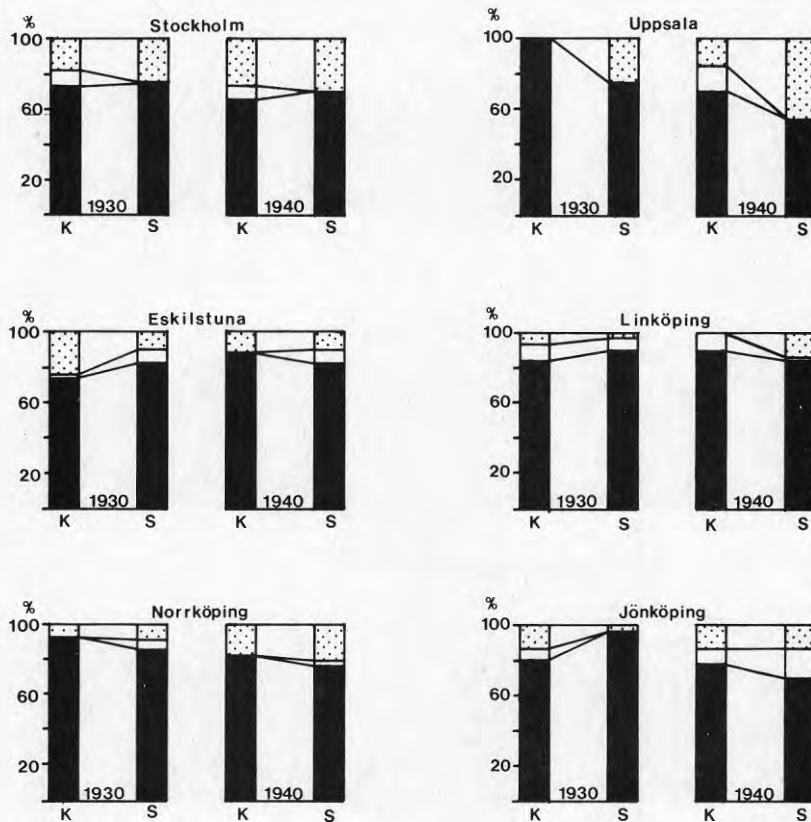 %
Stockholm
100
60
20
1930
1940
K
S
K
S
%
Uppsala
100
60
20
1930
1940
K
S
K
S
%
Eskilstuna
100
60
20
1930
1940
K
S
K
S
%
Linköping
100
60
20
1930
1940
K
S
K
S
%
Norrköping
100
60
20
1930
1940
K
S
K
S
%
Jönköping
100
60
20
1930
1940
K
S
K
S